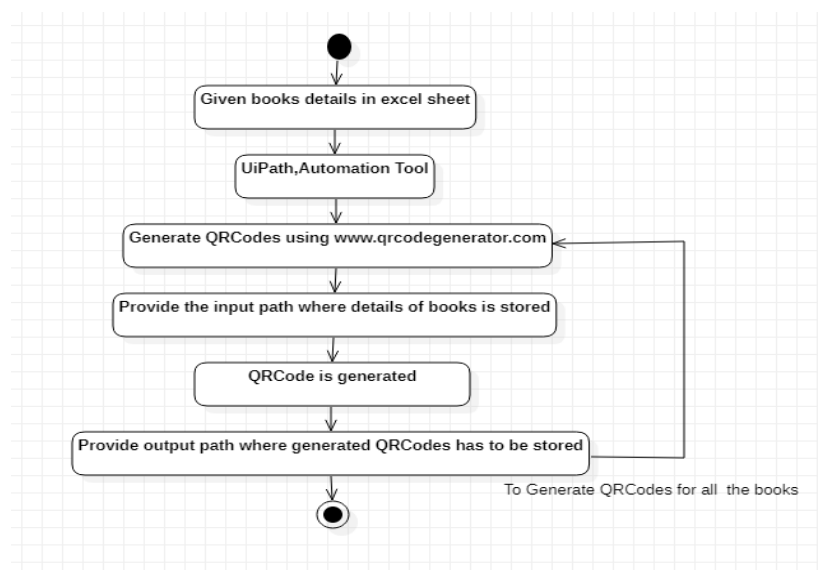 Given books details in excel sheet
UiPath,Automation Tool
Generate QRCodes using www.qrcodegenerator.com
Provide the input path where details of books is stored
QRCode is generated
Provide output path where generated QRCodes has to be stored
To Generate QRCodes for all the books